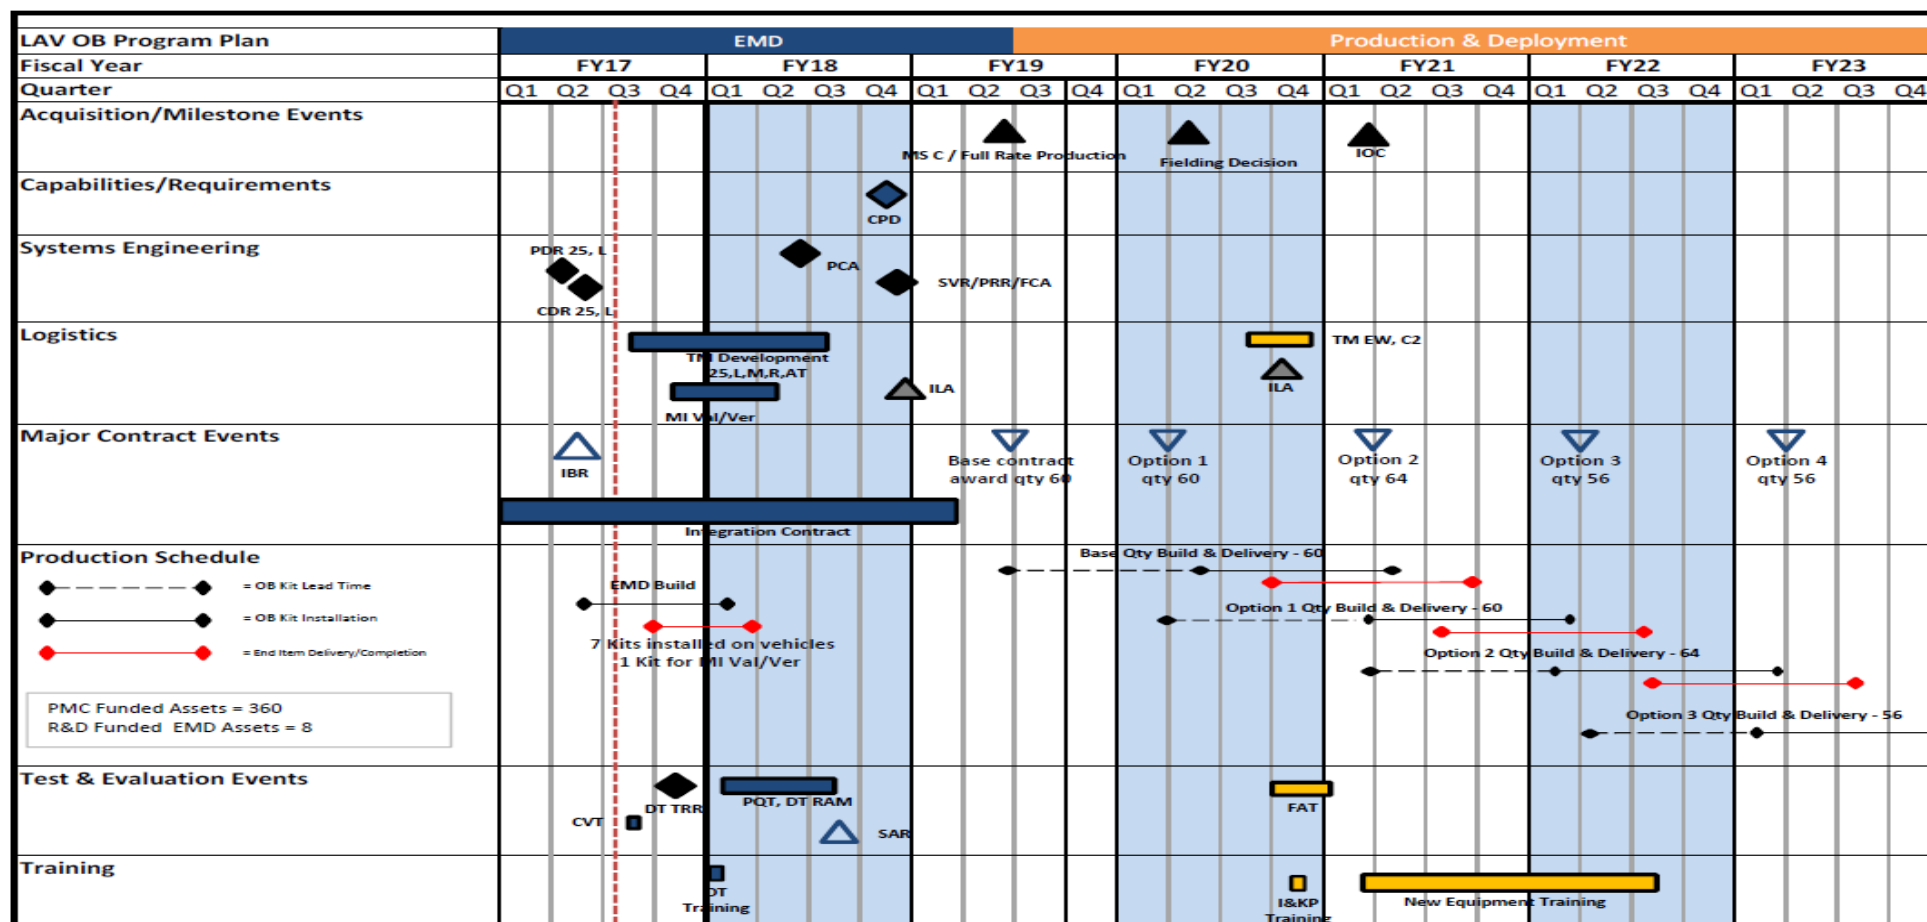 LAV OB Program Plan
EMD
Production & Deployment
Fiscal Year
FY17 FY18 FY19 FY20 FY21 FY22 FY23
Quarter
Q1 Q2 Q3 Q4 Q1 Q2 Q3 Q4 Q1 Q2 Q3 Q4 Q1 Q2 Q3 Q4 Q1 Q2 Q3 Q4 Q1 Q2 Q3 Q4 Q1 Q2 Q3 Q4
Acquisition/Milestone Events
MS C / Full Rate Production
Fielding Decision
IOC
Capabilities/Requirements
CPD
Systems Engineering
PDR 25, L
CDR 25, L
PCA
SVR/PRR/FCA
Logistics
TM Development
25,L,M,R,AT
MI Val/Ver
ILA
TM EW, C2
ILA
Major Contract Events
IBR
Base contract
award qty 60
Option 1
qty 60
Option 2
qty 64
Option 3
qty 56
Option 4
qty 56
Integration Contract
Production Schedule
= OB Kit Lead Time
= OB Kit Installation
= End Item Delivery/Completion
EMD Build
7 Kits installed on vehicles
1 Kit for MI Val/Ver
Base Qty Build & Delivery - 60
Option 1 Qty Build & Delivery - 60
Option 2 Qty Build & Delivery - 64
Option 3 Qty Build & Delivery - 56
PMC Funded Assets = 360
R&D Funded EMD Assets = 8
Test & Evaluation Events
DT TRR
CVT
PQT, DT RAM
SAR
FAT
Training
DT
Training
I&KP
Training
New Equipment Training